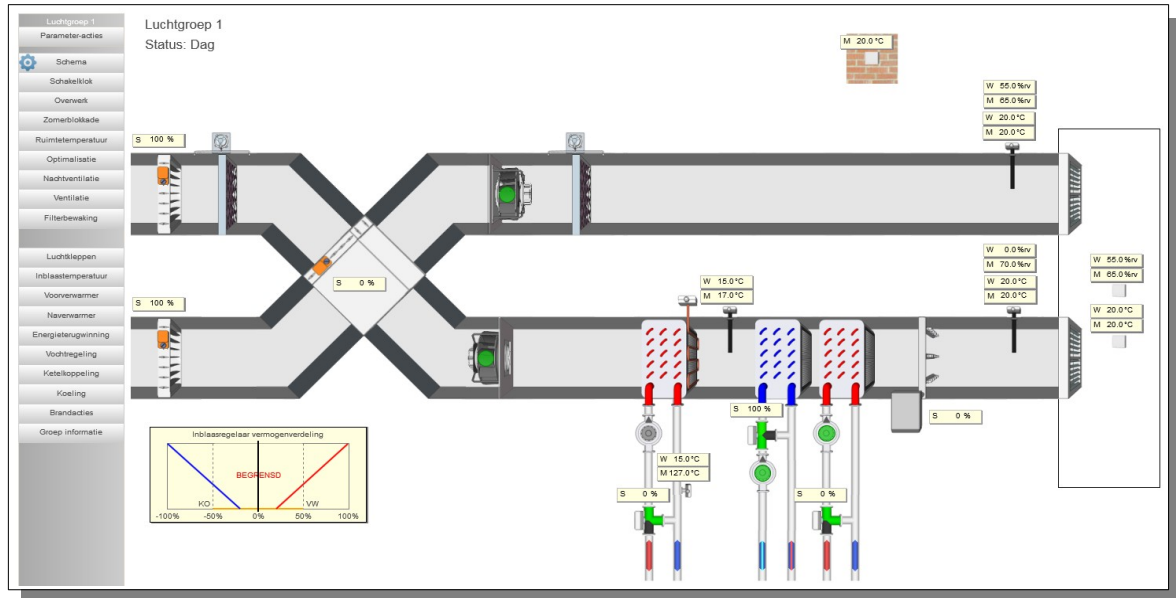 Luchtgroep 1
Parameter-acties
Schema
Schakelklok
Overwerk
Zomerblokkade
Ruimtetemperatuur
Optimalisatie
Nachtventilatie
Ventilatie
Filterbewaking
Luchtkleppen
Inblaastemperatuur
Voorverwarmer
Naverwarmer
Energieterugwinning
Vochtregeling
Ketelkoppeling
Koeling
Brandacties
Groep informatie
Luchtgroep 1
Status: Dag
M 20.0°C
W 55.0%rv
M 65.0%rv
W 20.0°C
M 20.0°C
S 100 %
S 0 %
W 0.0%rv
M 70.0%rv
W 20.0°C
M 20.0°C
W 55.0%rv
M 65.0%rv
W 20.0°C
M 20.0°C
W 15.0°C
M 17.0°C
S 100 %
S 100 %
S 0 %
W 15.0°C
M 127.0°C
S 0 %
S 0 %
Inblaasregelaar vermogenverdeling
BEGRENSD
KO VW
-100% -50% 0% 50% 100%